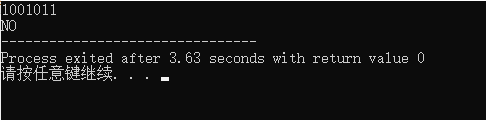 1001011
NO
--------------------------------
Process exited after 3.63 seconds with return value 0
请按任意键继续. . .